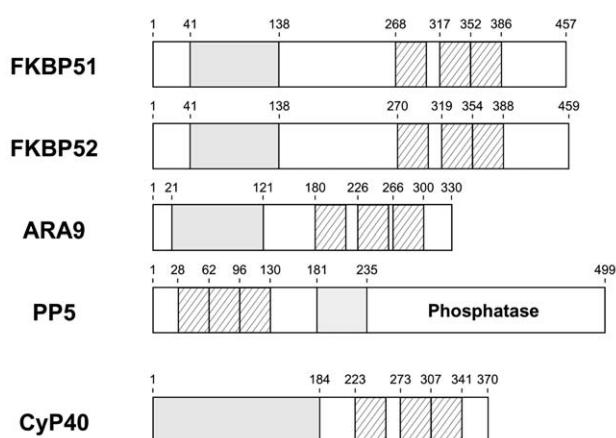 1 41 138 268 317 352 386 457
FKBP51
1 41 138 270 319 354 388 459
FKBP52
1 21 121 180 226 266 300 330
ARA9
1 28 62 96 130 181 235 499
PP5 Phosphatase
1 184 223 273 307 341 370
CyP40